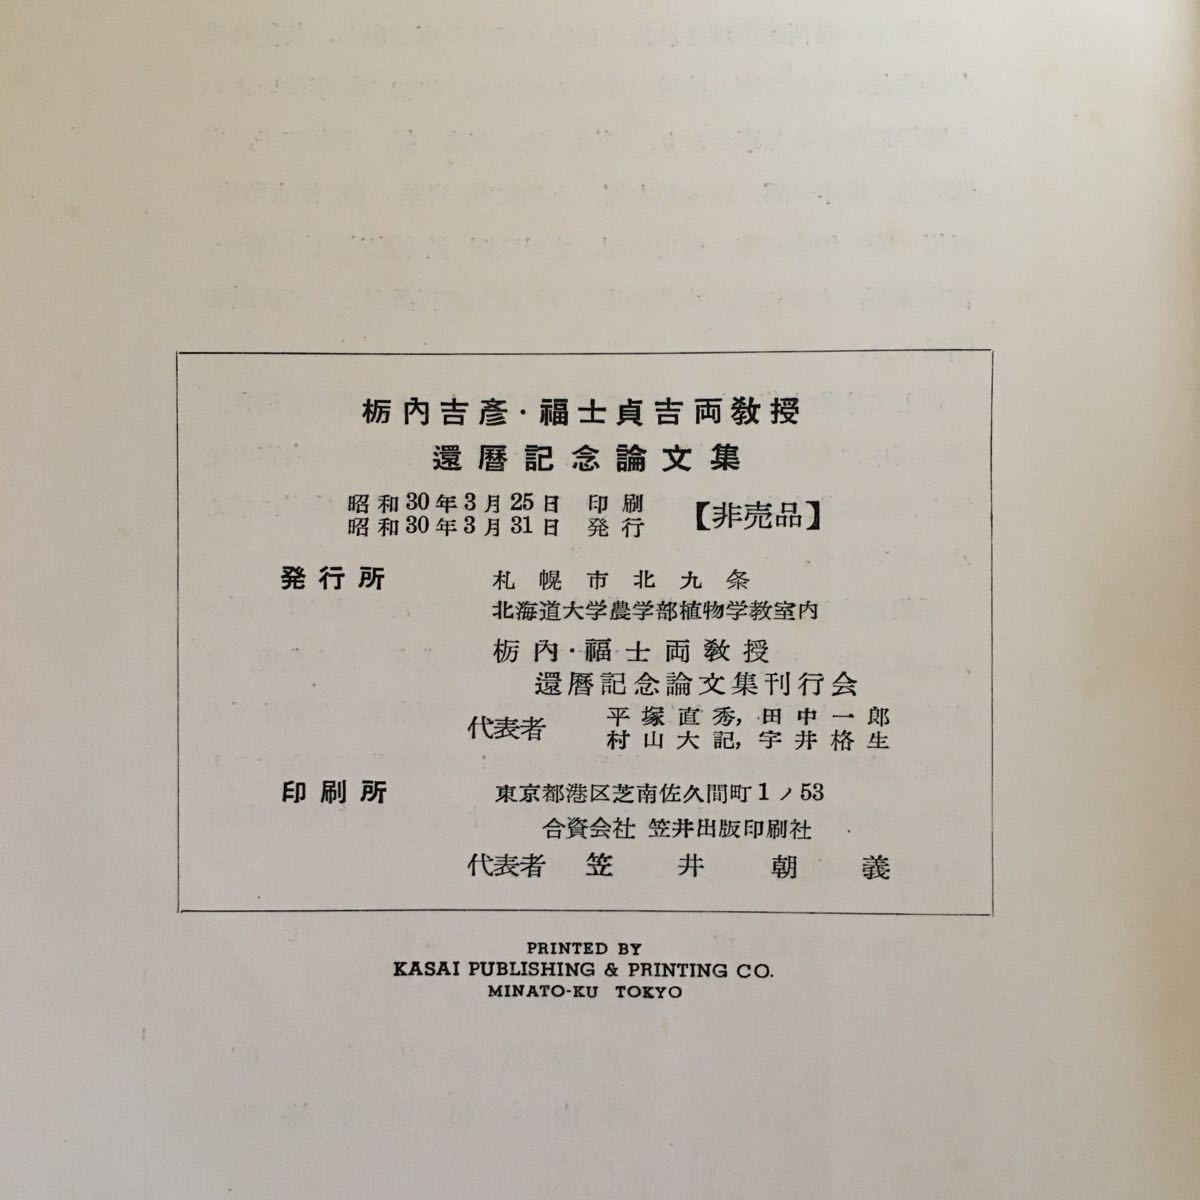 栃内吉彥・福士貞吉両敎授
還暦記念論文集
昭和30年3月25日 印刷
昭和30年3月31日 発行
【非売品】
発行所 札幌市北九条
北海道大学農学部植物学教室内
栃内・福士両敎授
還暦記念論文集刊行会
代表者 平塚直秀, 田中一郎
村山大記, 宇井格生
印刷所 東京都港区芝南佐久間町1ノ53
合資会社 笠井出版印刷社
代表者 笠井朝義
PRINTED BY
KASAI PUBLISHING & PRINTING CO.
MINATO-KU TOKYO